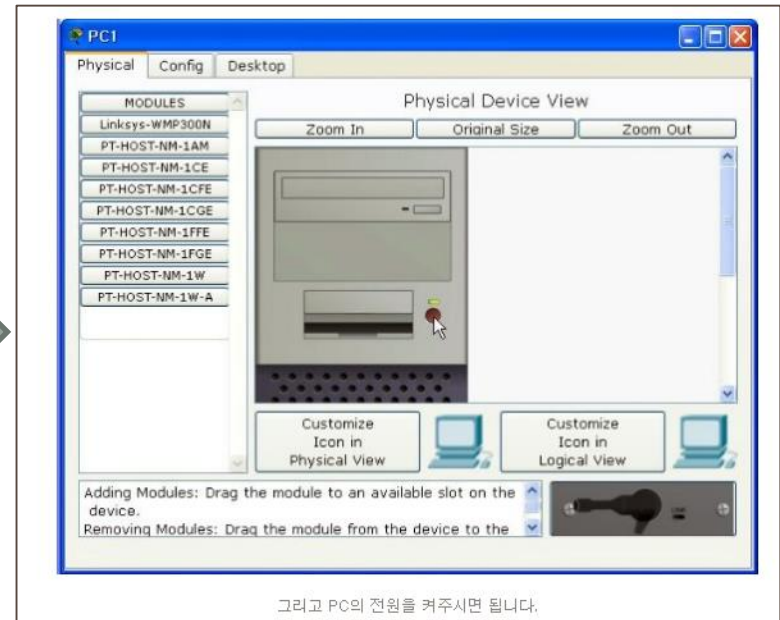 PC1
Physical Config Desktop
MODULES
Linksys-WMP300N
PT-HOST-NM-1AM
PT-HOST-NM-1CE
PT-HOST-NM-1CFE
PT-HOST-NM-1CGE
PT-HOST-NM-1FFE
PT-HOST-NM-1FGE
PT-HOST-NM-1W
PT-HOST-NM-1W-A
Physical Device View
Zoom In Original Size Zoom Out
Customize
Icon in
Physical View
Customize
Icon in
Logical View
Adding Modules: Drag the module to an available slot on the
device.
Removing Modules: Drag the module from the device to the
그리고 PC의 전원을 켜주시면 됩니다.